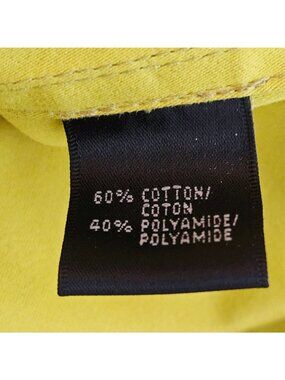 60% COTTON/
COTON
40% POLYAMIDE/
POLYAMIDE